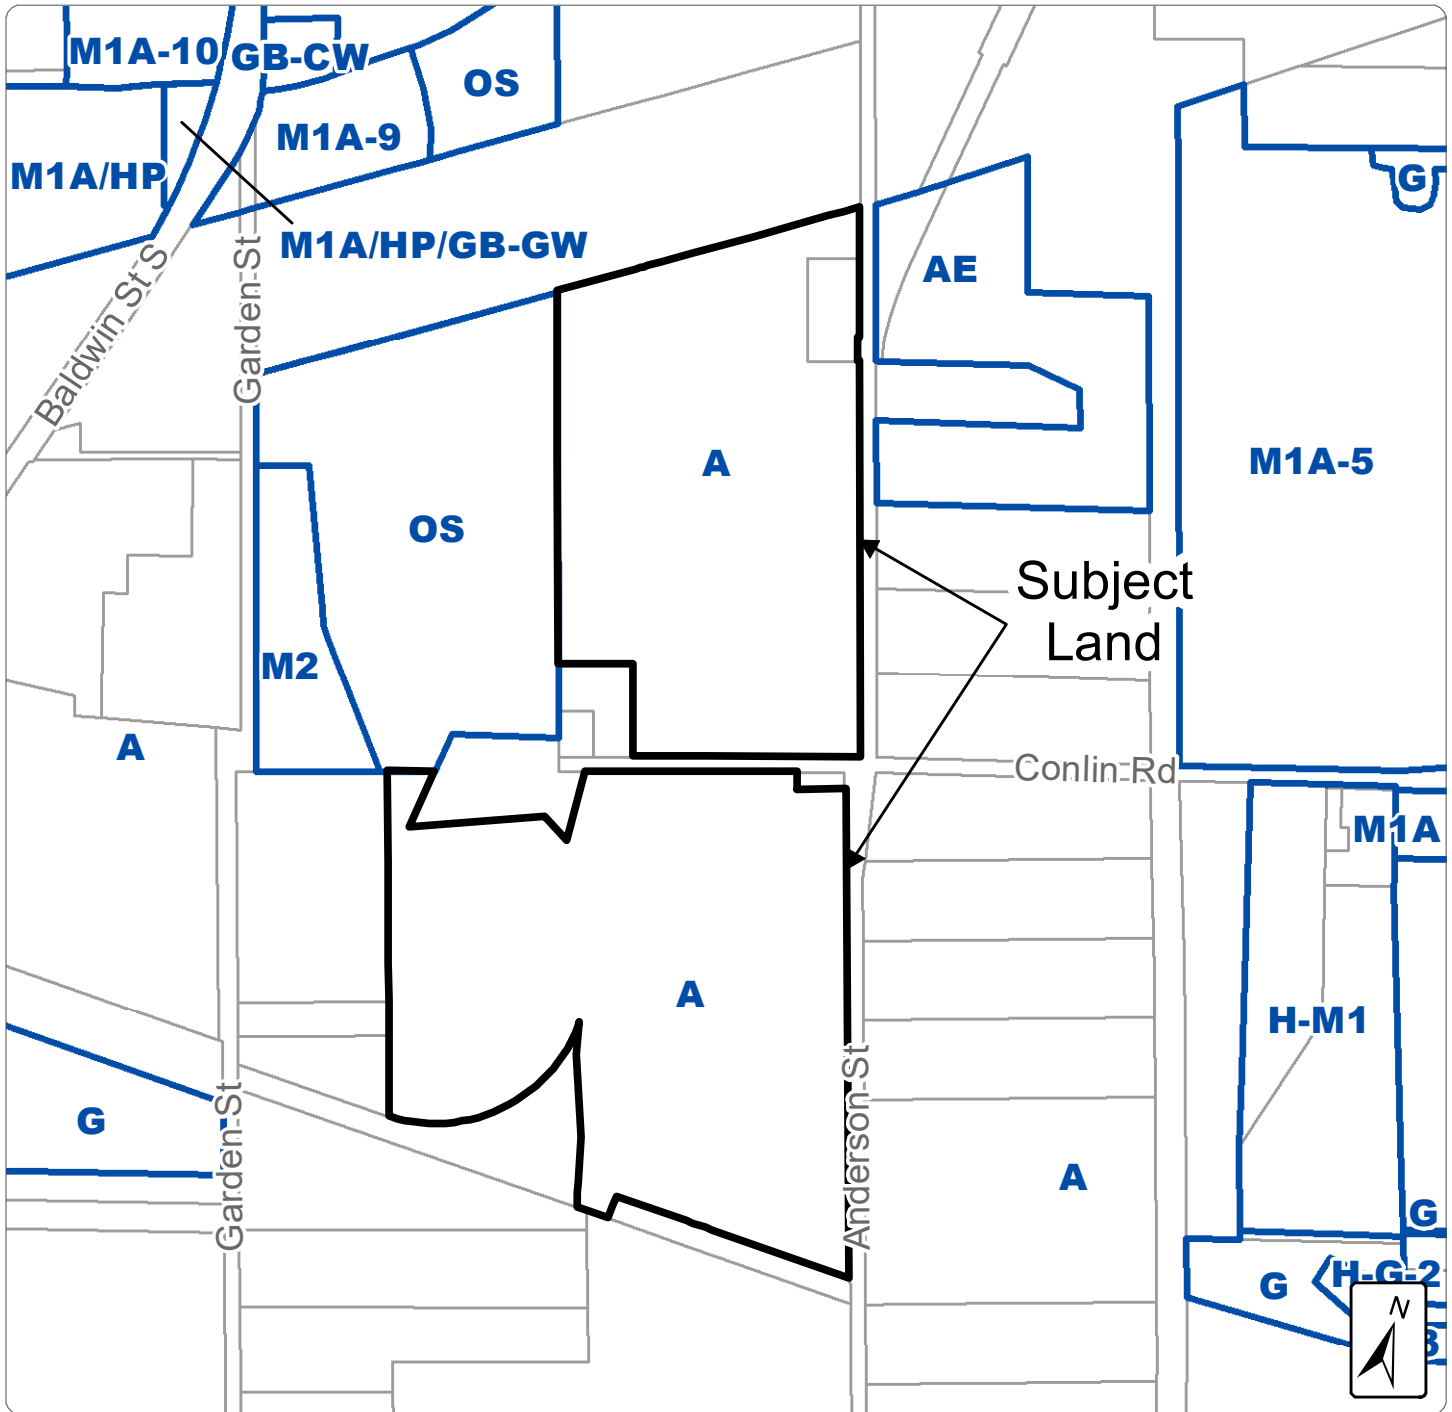 M1A-10
GB-CW
OS
M1A-9
M1A/HP
G
M1A/HP/GB-GW
AE
Baldwin St S
Garden St
A
M1A-5
OS
Subject
Land
M2
A
Conlin Rd
M1A
A
H-M1
G
Garden St
Anderson St
A
G
G
H-G-2
N